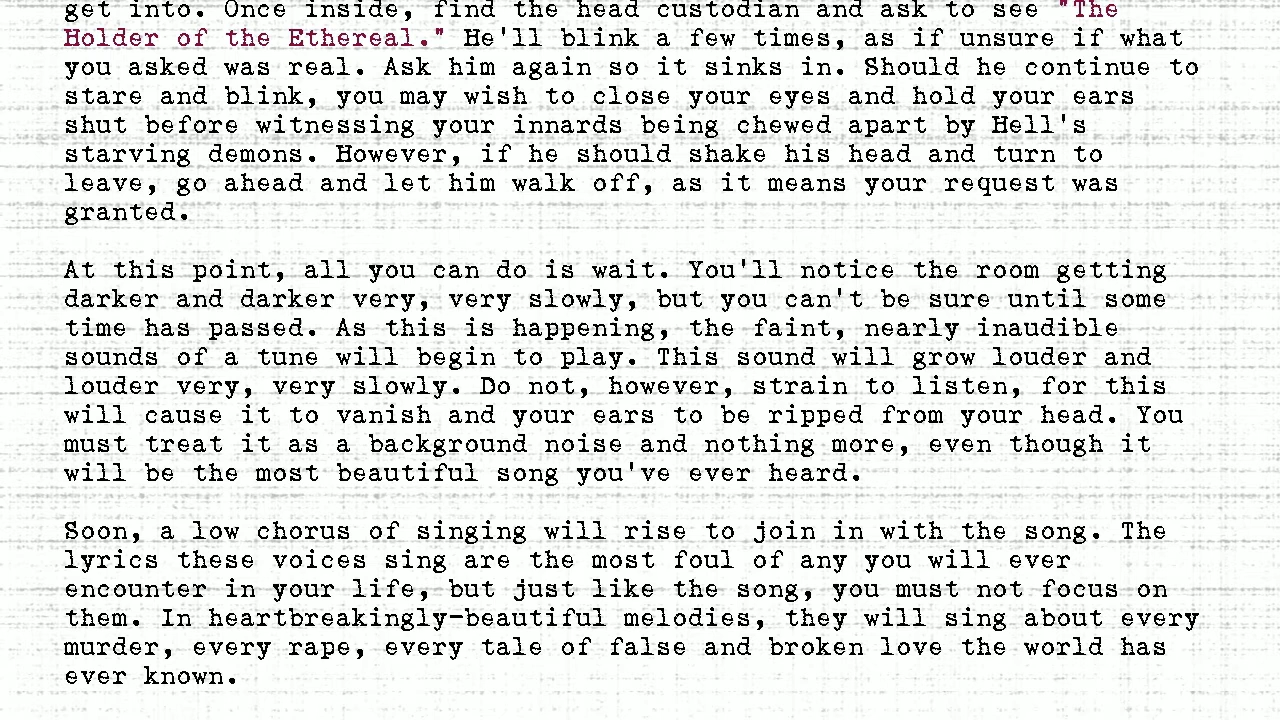 get into. Once inside, find the head custodian and ask to see "The
Holder of the Ethereal." He'll blink a few times, as if unsure if what
you asked was real. Ask him again so it sinks in. Should he continue to
stare and blink, you may wish to close your eyes and hold your ears
shut before witnessing your innards being chewed apart by Hell's
starving demons. However, if he should shake his head and turn to
leave, go ahead and let him walk off, as it means your request was
granted.
At this point, all you can do is wait. You'll notice the room getting
darker and darker very, very slowly, but you can't be sure until some
time has passed. As this is happening, the faint, nearly inaudible
sounds of a tune will begin to play. This sound will grow louder and
louder very, very slowly. Do not, however, strain to listen, for this
will cause it to vanish and your ears to be ripped from your head. You
must treat it as a background noise and nothing more, even though it
will be the most beautiful song you've ever heard.
Soon, a low chorus of singing will rise to join in with the song. The
lyrics these voices sing are the most foul of any you will ever
encounter in your life, but just like the song, you must not focus on
them. In heartbreakingly-beautiful melodies, they will sing about every
murder, every rape, every tale of false and broken love the world has
ever known.